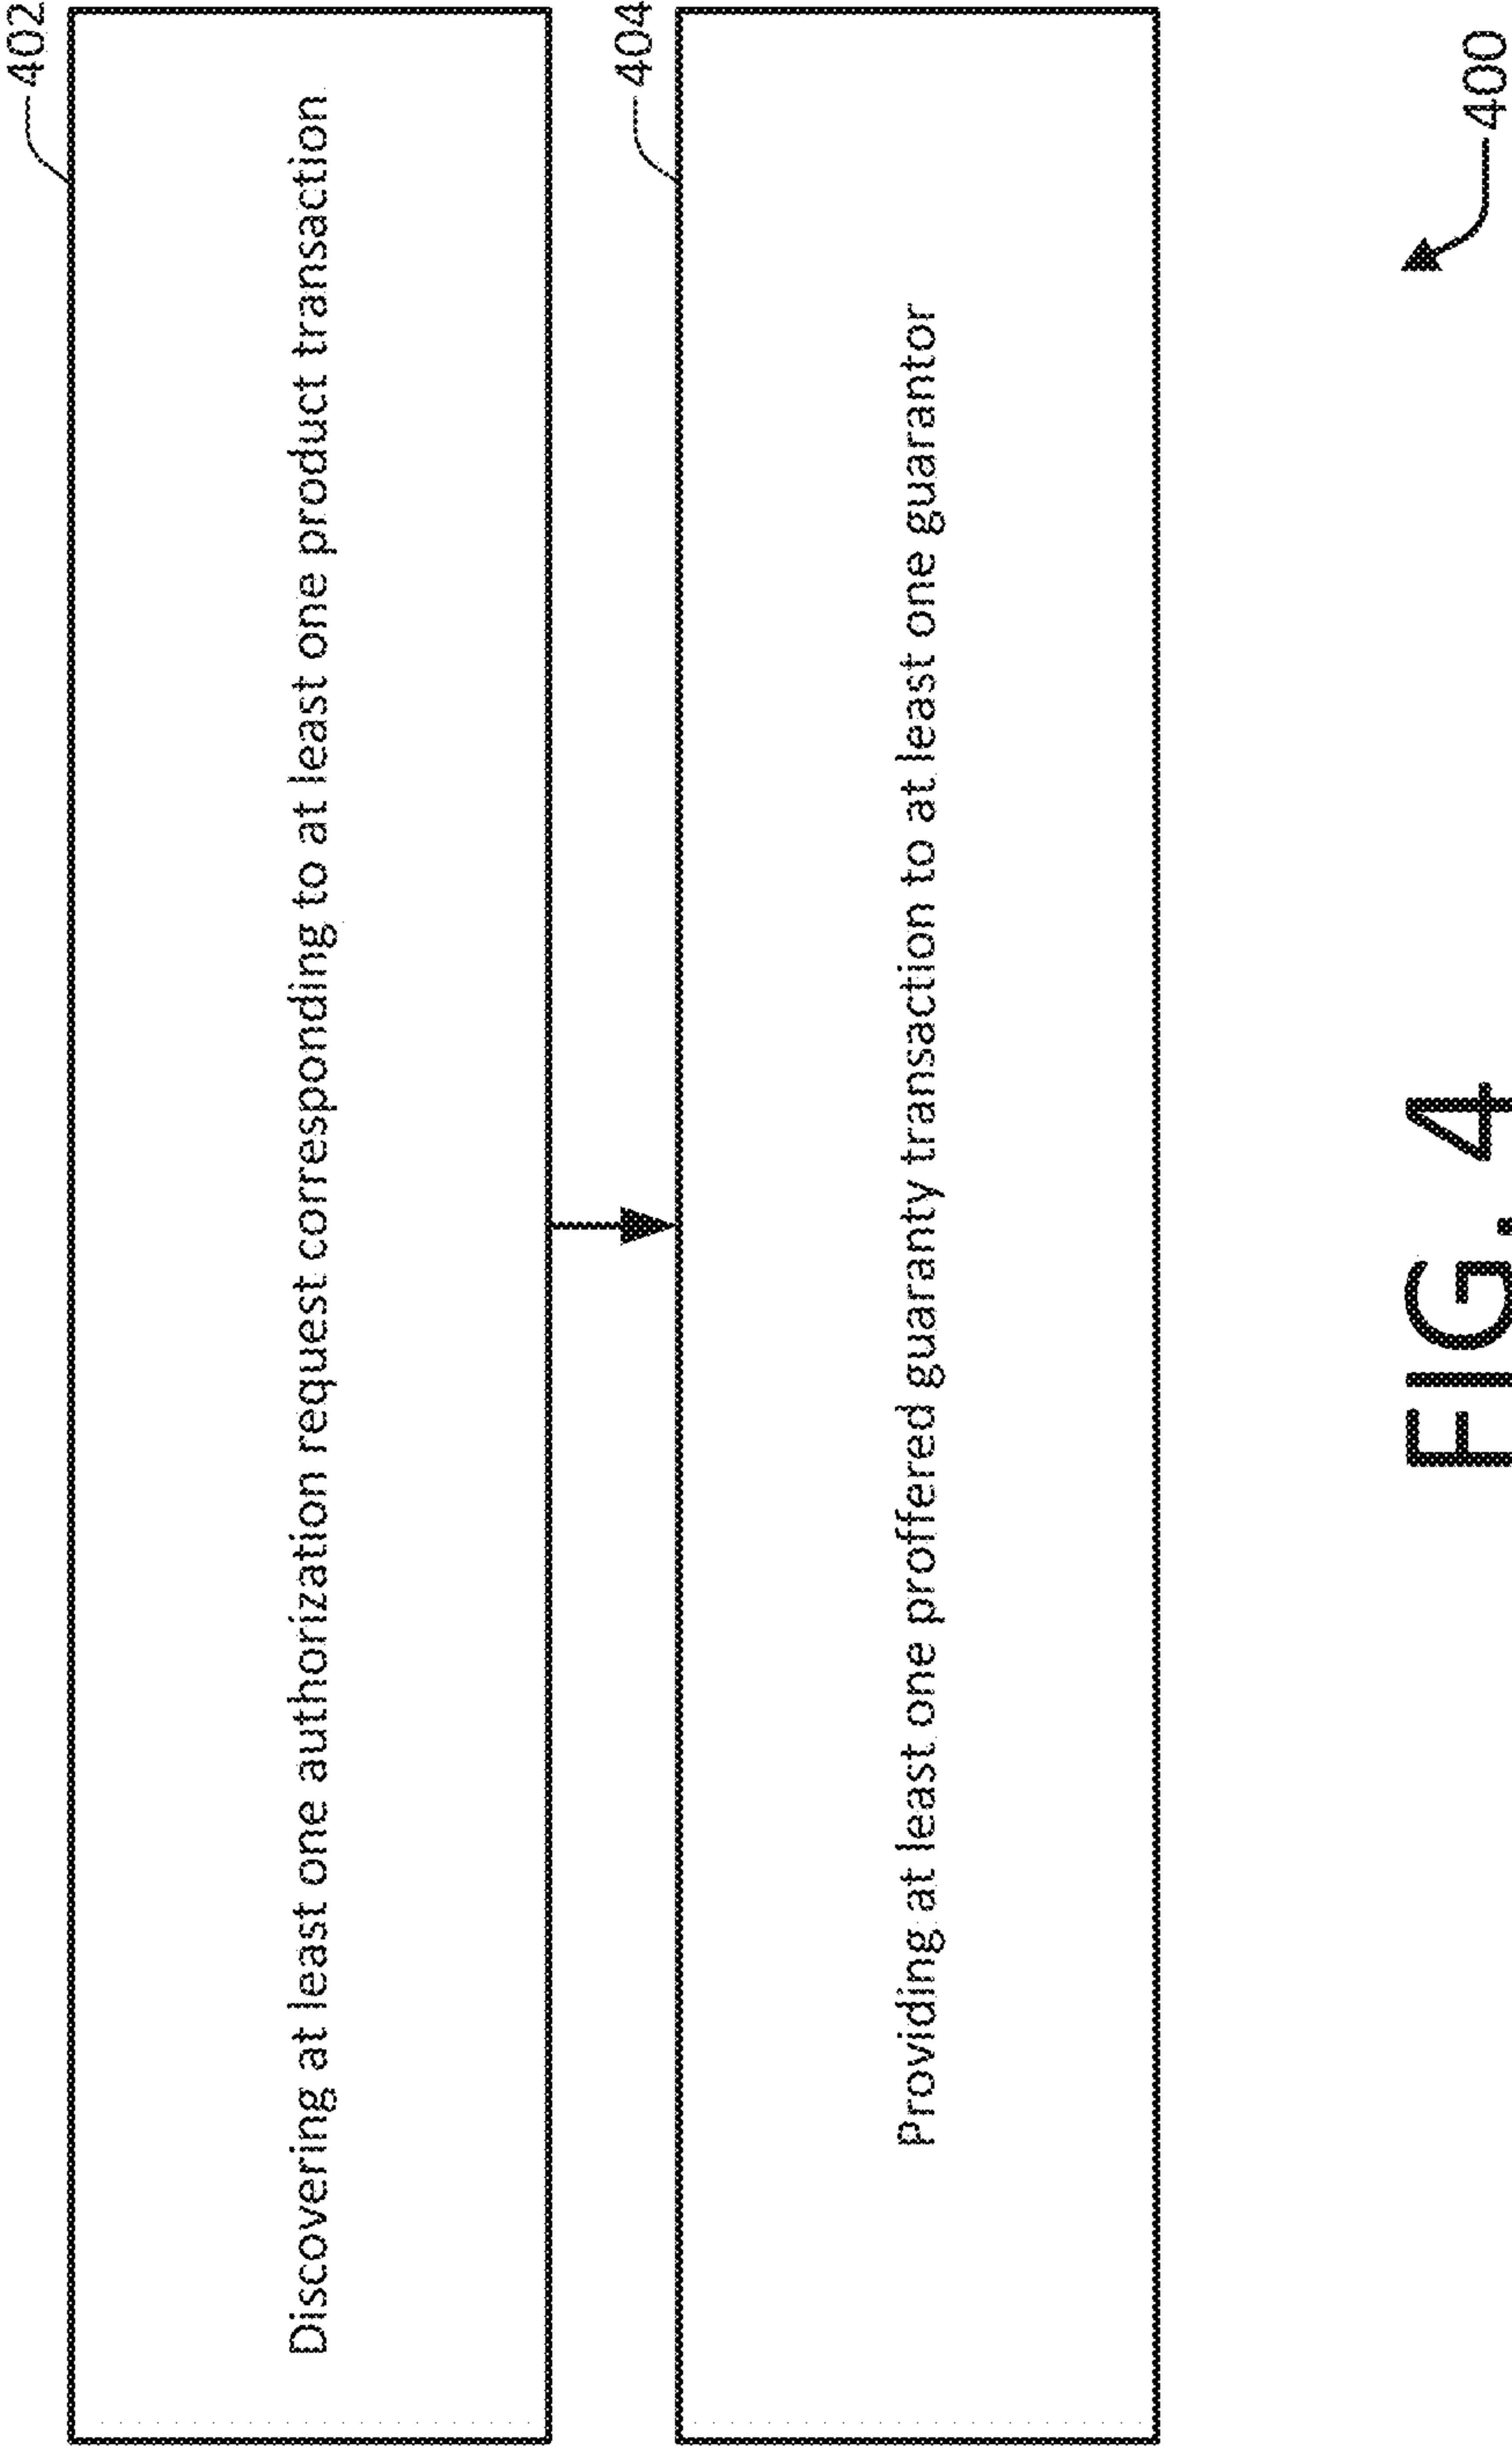 402
Discovering at least one authorization request corresponding to at least one product transaction
404
Providing at least one proffered guaranty transaction to at least one guarantor
400
FIG. 4